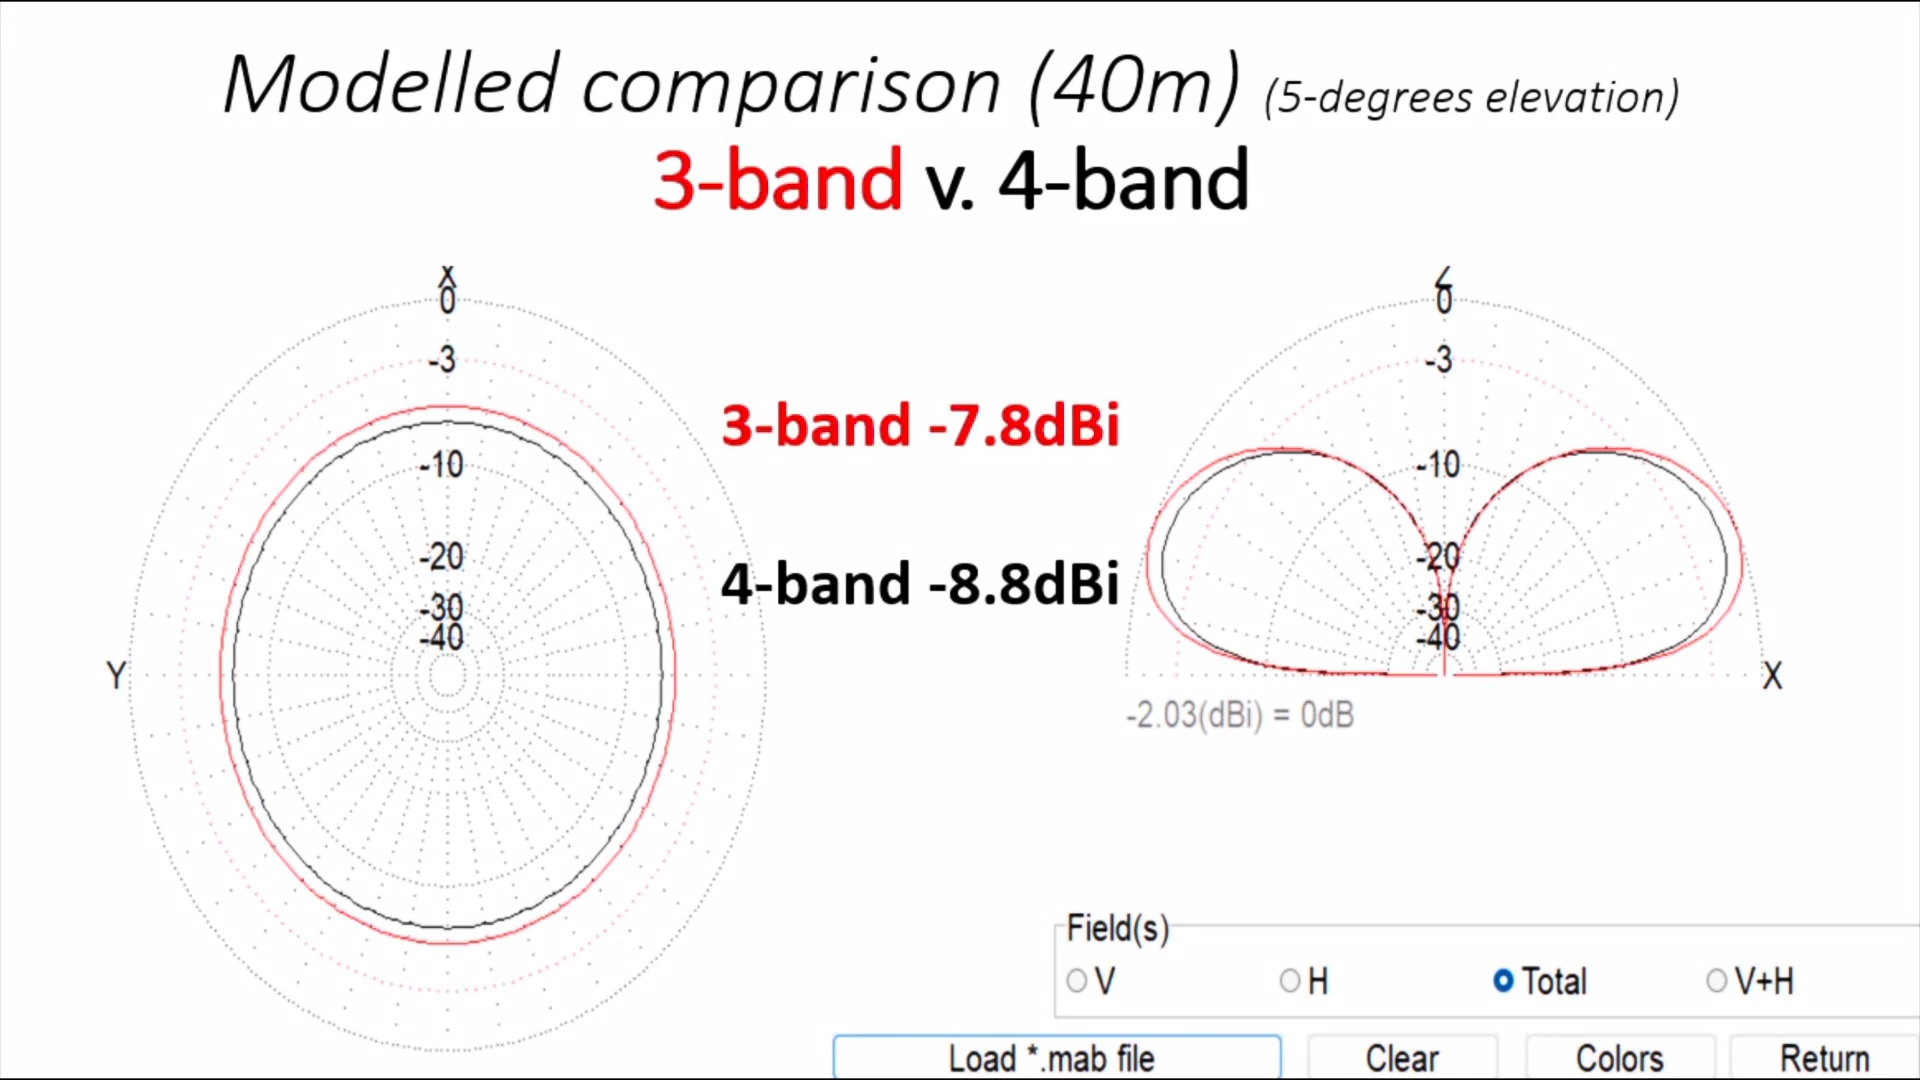 Modelled comparison (40m) (5-degrees elevation)
3-band v. 4-band
X
0
-3
-10
-20
-30
-40
Y
3-band -7.8dBi
4-band -8.8dBi
Z
0
-3
-10
-20
-30
-40
X
-2.03(dBi) = 0dB
Field(s)
V H Total V+H
Load *.mab file Clear Colors Return